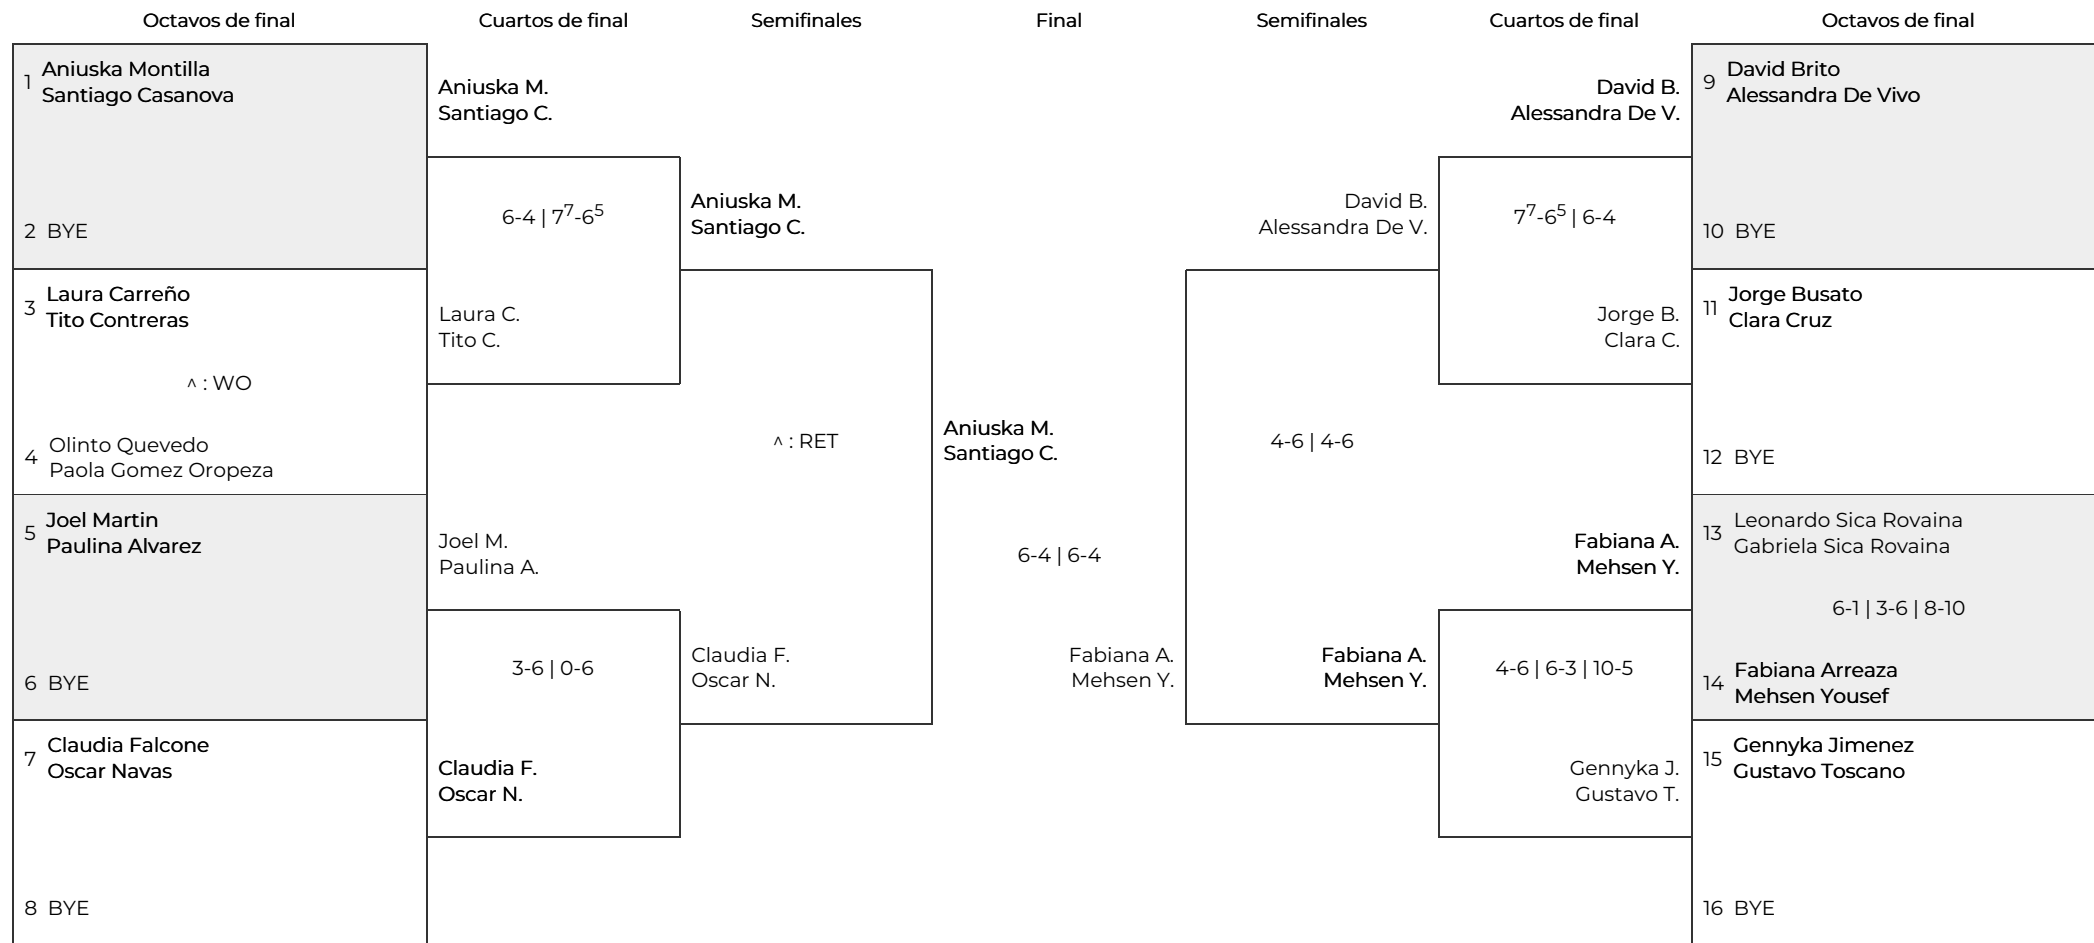 Octavos de final
Cuartos de final
Semifinales
Final
Semifinales
Cuartos de final
Octavos de final
1 Aniuska Montilla
Santiago Casanova
2 BYE
3 Laura Carreño
Tito Contreras
^ : WO
4 Olinto Quevedo
Paola Gomez Oropeza
5 Joel Martin
Paulina Alvarez
6 BYE
7 Claudia Falcone
Oscar Navas
8 BYE
Aniuska M.
Santiago C.
6-4 | 7⁷-6⁵
Laura C.
Tito C.
Joel M.
Paulina A.
3-6 | 0-6
Claudia F.
Oscar N.
Aniuska M.
Santiago C.
^ : RET
Claudia F.
Oscar N.
Aniuska M.
Santiago C.
6-4 | 6-4
Fabiana A.
Mehsen Y.
David B.
Alessandra De V.
4-6 | 4-6
Fabiana A.
Mehsen Y.
David B.
Alessandra De V.
7⁷-6⁵ | 6-4
Jorge B.
Clara C.
Fabiana A.
Mehsen Y.
4-6 | 6-3 | 10-5
Gennyka J.
Gustavo T.
9 David Brito
Alessandra De Vivo
10 BYE
11 Jorge Busato
Clara Cruz
12 BYE
13 Leonardo Sica Rovaina
Gabriela Sica Rovaina
6-1 | 3-6 | 8-10
14 Fabiana Arreaza
Mehsen Yousef
15 Gennyka Jimenez
Gustavo Toscano
16 BYE